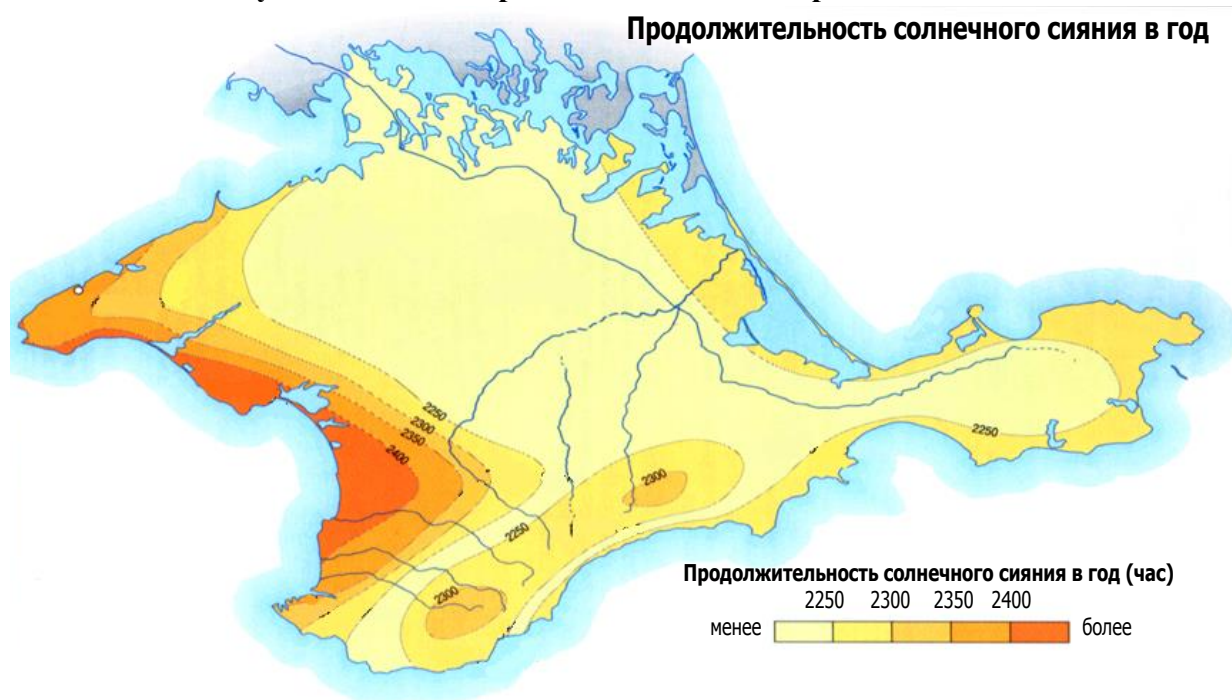 Продолжительность солнечного сияния в год
2250
2300
2350
2400
2250
2300
2250
2300
Продолжительность солнечного сияния в год (час)
2250 2300 2350 2400
менее более